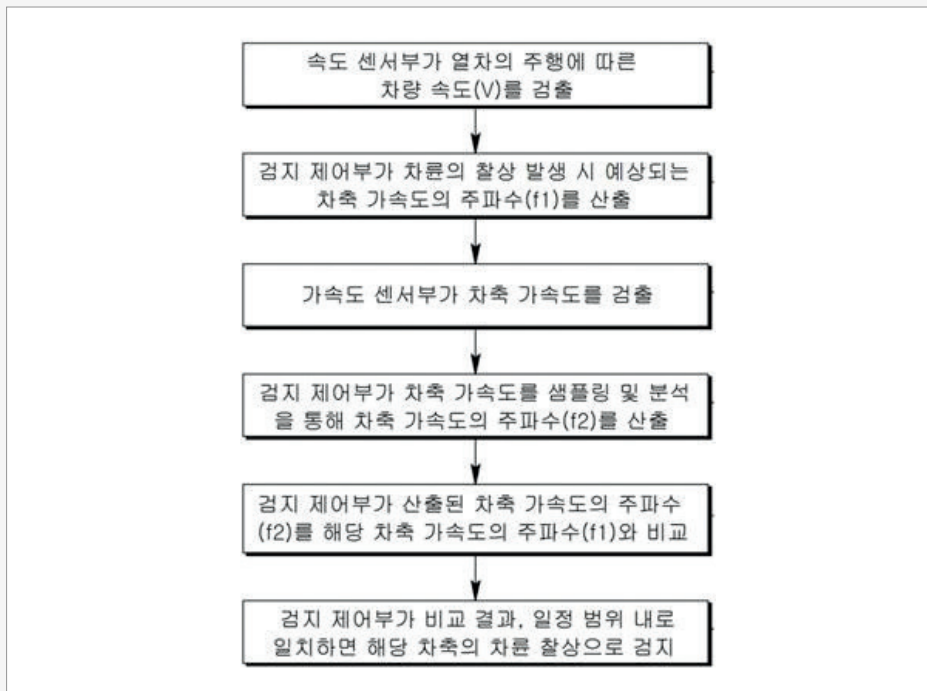 속도 센서부가 열차의 주행에 따른
차량 속도(V)를 검출
검지 제어부가 차륜의 찰상 발생 시 예상되는
차축 가속도의 주파수(f1)를 산출
가속도 센서부가 차축 가속도를 검출
검지 제어부가 차축 가속도를 샘플링 및 분석
을 통해 차축 가속도의 주파수(f2)를 산출
검지 제어부가 산출된 차축 가속도의 주파수
(f2)를 해당 차축 가속도의 주파수(f1)와 비교
검지 제어부가 비교 결과, 일정 범위 내로
일치하면 해당 차축의 차륜 찰상으로 검지